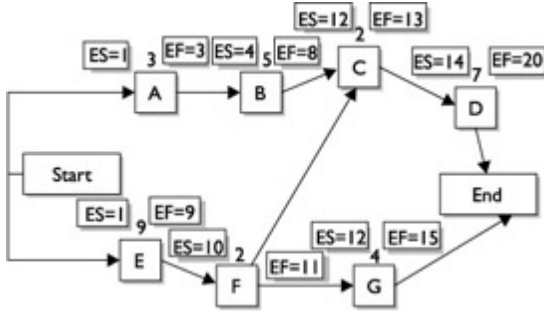 ES=12 EF=13
ES=1 3 EF=3 ES=4 5 EF=8 2
A B C
ES=14 7 EF=20
D
Start
End
ES=1 9 EF=9
E
ES=10 2
F
EF=11
ES=12 4 EF=15
G